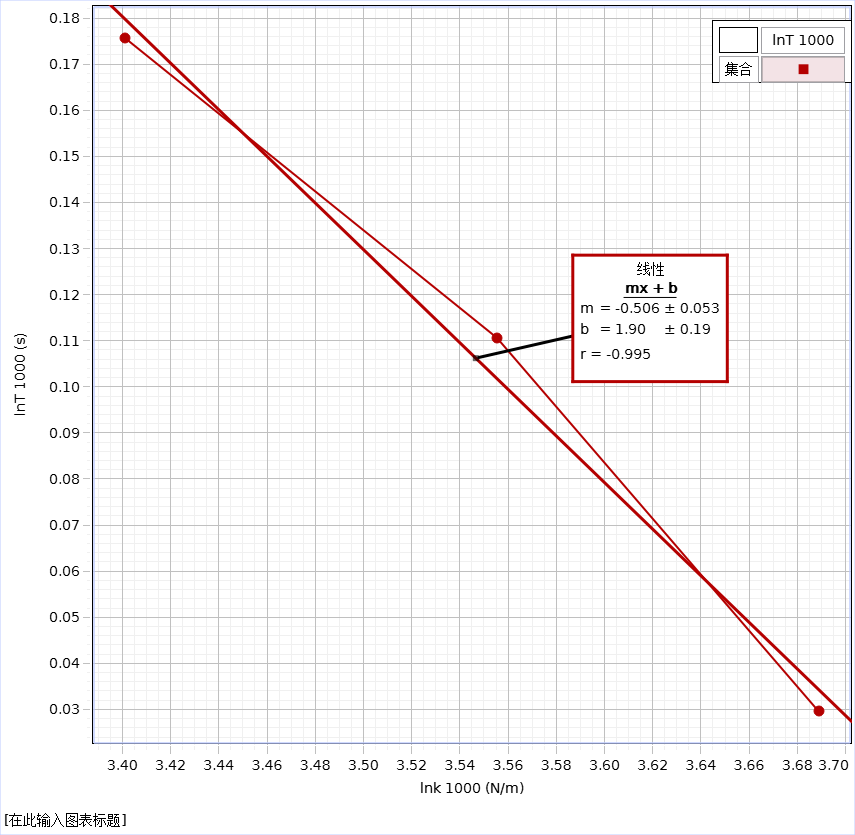 lnT 1000
集合
0.18
0.17
0.16
0.15
0.14
0.13
0.12
0.11
0.10
0.09
0.08
0.07
0.06
0.05
0.04
0.03
lnT 1000 (s)
线性
mx + b
m = -0.506 ± 0.053
b = 1.90 ± 0.19
r = -0.995
3.40 3.42 3.44 3.46 3.48 3.50 3.52 3.54 3.56 3.58 3.60 3.62 3.64 3.66 3.68 3.70
lnk 1000 (N/m)
[在此输入图表标题]